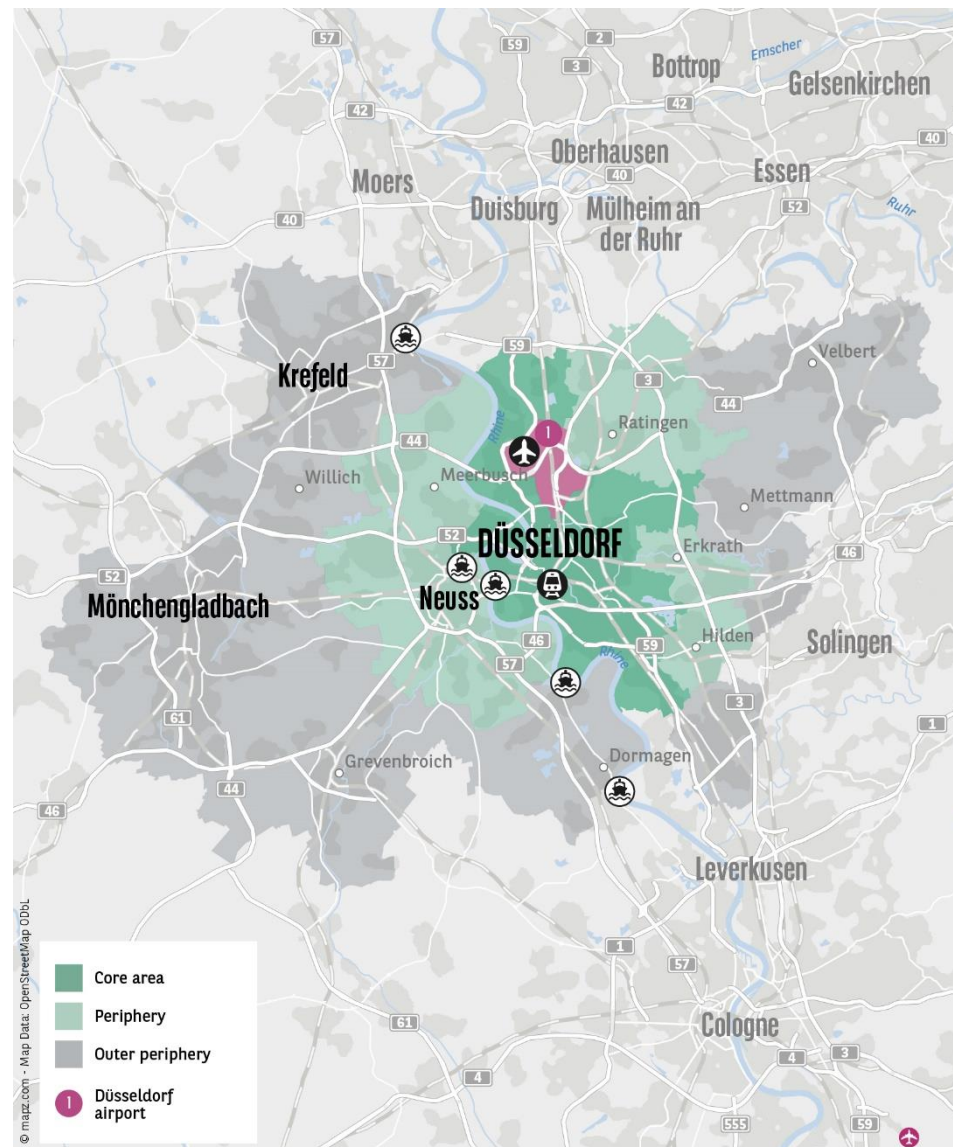 57
59
2
3
Bottrop
Emscher
Gelsenkirchen
42
42
40
Oberhausen
40
Essen
Moers
Duisburg
Mülheim an
der Ruhr
52
Ruhr
40
59
Velbert
57
Krefeld
3
44
Rhine
1
Ratingen
44
Willich
Meerbusch
Mettmann
52
DÜSSELDORF
Erkrath
46
52
Mönchengladbach
Neuss
46
59
Hilden
Solingen
57
Rhine
3
61
1
Grevenbroich
Dormagen
44
46
Leverkusen
1
57
Cologne
61
4
4
3
555
59
Core area
Periphery
Outer periphery
1
Düsseldorf
airport
© mapz.com - Map Data: OpenStreetMap ODbL